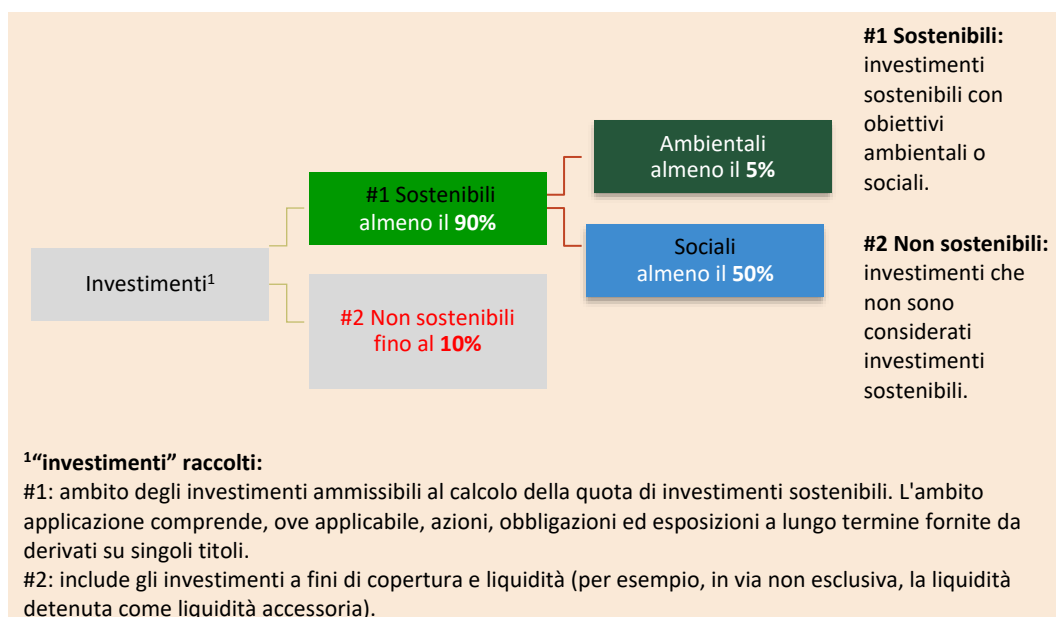 Investimenti1
#1 Sostenibili
almeno il 90%
#2 Non sostenibili
fino al 10%
Ambientali
almeno il 5%
Sociali
almeno il 50%
#1 Sostenibili:
investimenti
sostenibili con
obiettivi
ambientali o
sociali.
#2 Non sostenibili:
investimenti che
non sono
considerati
investimenti
sostenibili.
1“investimenti” raccolti:
#1: ambito degli investimenti ammissibili al calcolo della quota di investimenti sostenibili. L'ambito
applicazione comprende, ove applicabile, azioni, obbligazioni ed esposizioni a lungo termine fornite da
derivati su singoli titoli.
#2: include gli investimenti a fini di copertura e liquidità (per esempio, in via non esclusiva, la liquidità
detenuta come liquidità accessoria).